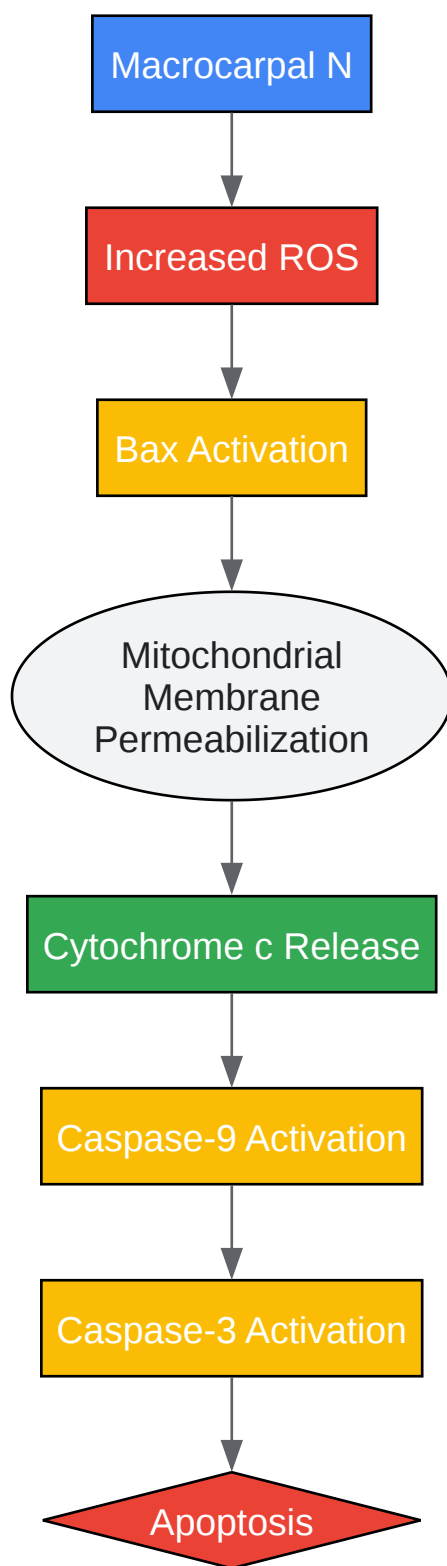 Macrocarpal N
Increased ROS
Bax Activation
Mitochondrial
Membrane
Permeabilization
Cytochrome c Release
Caspase-9 Activation
Caspase-3 Activation
Apoptosis